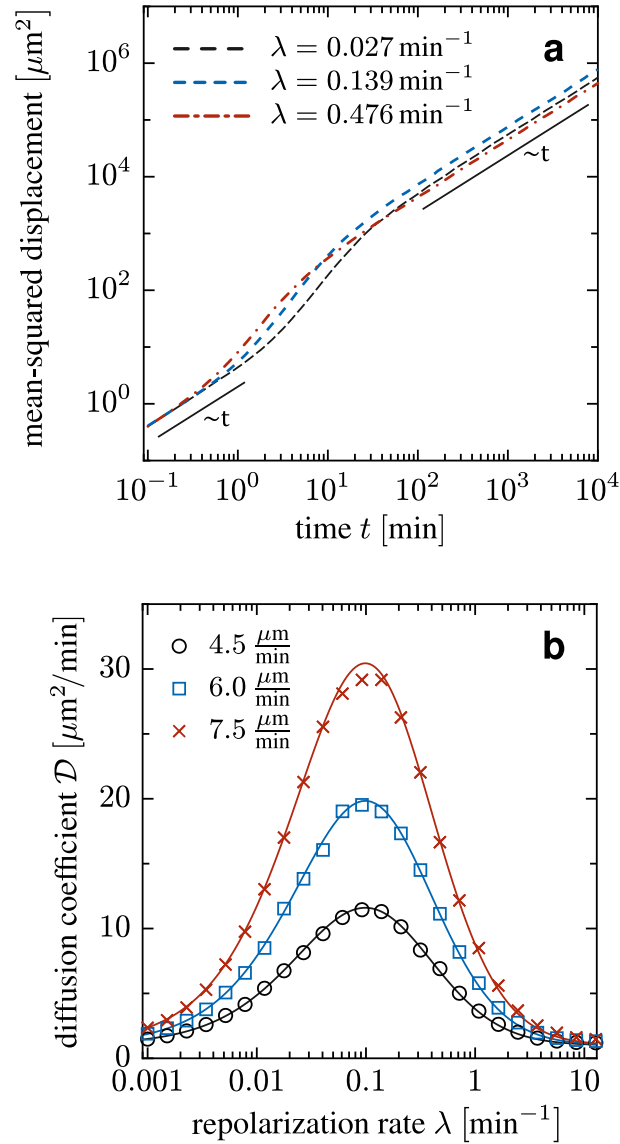 a
λ = 0.027 min⁻¹
λ = 0.139 min⁻¹
λ = 0.476 min⁻¹
mean-squared displacement [μm²]
10⁶
10⁴
10²
10⁰
~t
~t
10⁻¹ 10⁰ 10¹ 10² 10³ 10⁴
time t [min]
b
4.5 μm/min
6.0 μm/min
7.5 μm/min
diffusion coefficient 𝒟 [μm²/min]
30
20
10
0
0.001 0.01 0.1 1 10
repolarization rate λ [min⁻¹]